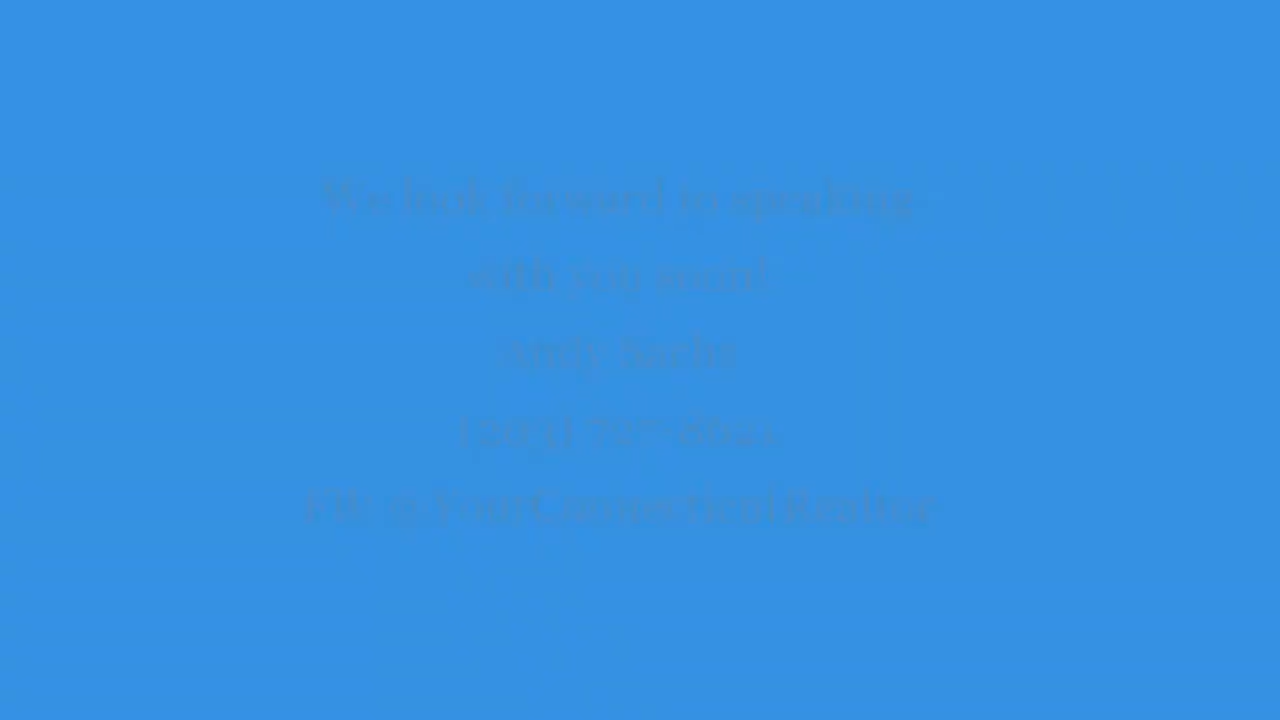 We look forward to speaking
with you soon!
Andy Sachs
FB: @YourConnecticutRealtor